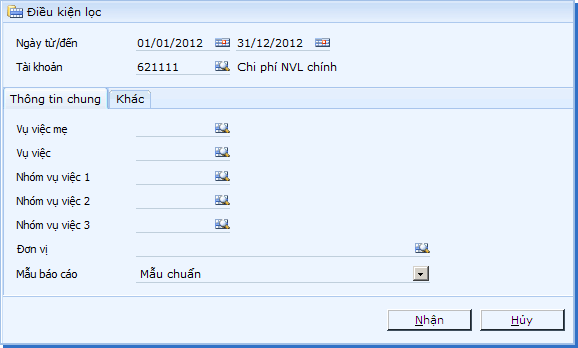 Điều kiện lọc
Ngày từ/đến 01/01/2012 31/12/2012
Tài khoản 621111 Chi phí NVL chính
Thông tin chung Khác
Vụ việc mẹ
Vụ việc
Nhóm vụ việc 1
Nhóm vụ việc 2
Nhóm vụ việc 3
Đơn vị
Mẫu báo cáo Mẫu chuẩn
Nhận Hủy